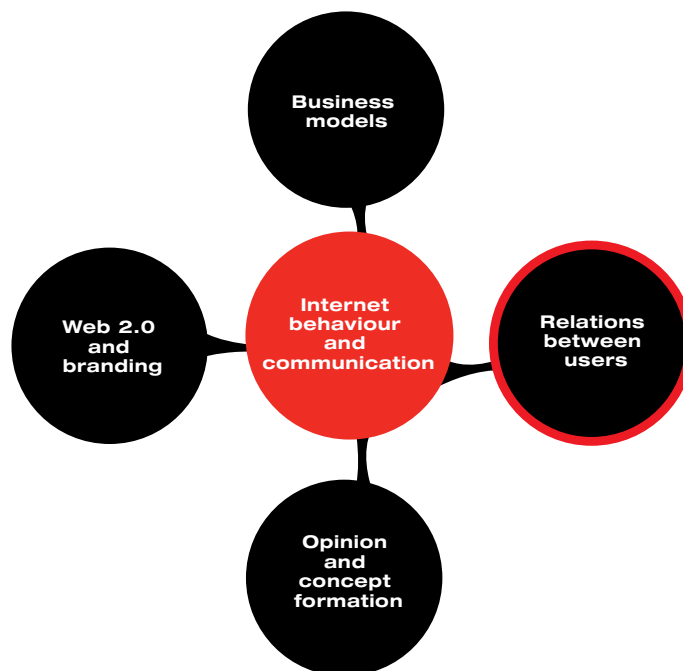 Business
models
Internet
behaviour
and
communication
Web 2.0
and
branding
Relations
between
users
Opinion
and
concept
formation